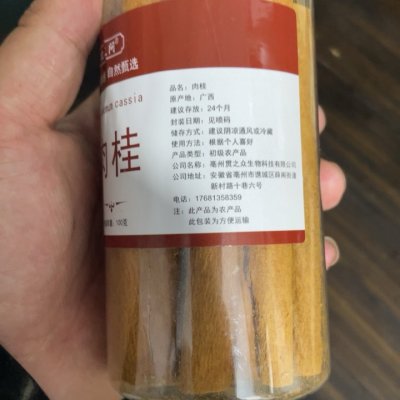 自然甄选
cassia
肉桂
100克
品名：肉桂
原产地：广西
建议存放：24个月
封装日期：见喷码
储存方式：建议阴凉通风或冷藏
使用方法：根据个人喜好
产品类型：初级农产品
公司名称：亳州贯之众生物科技有限公司
公司地址：安徽省亳州市谯城区薛阁街道
新村路十巷六号
电话：17681358359
注：此产品为农产品
此包装为方便运输